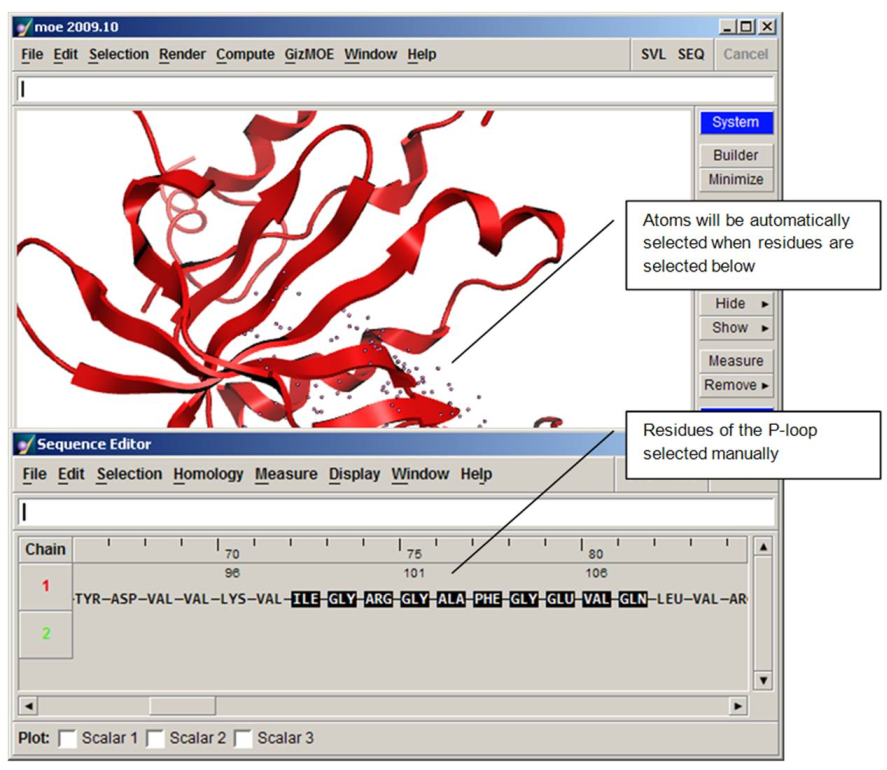 moe 2009.10
File Edit Selection Render Compute GizMOE Window Help SVL SEQ Cancel
System
Builder
Minimize
Atoms will be automatically
selected when residues are
selected below
Hide
Show
Measure
Remove
Residues of the P-loop
selected manually
Sequence Editor
File Edit Selection Homology Measure Display Window Help
Chain 70 75 80
96 101 106
1 TYR-ASP-VAL-VAL-LYS-VAL-ILE-GLY-ARG-GLY-ALA-PHE-GLY-GLU-VAL-GLN-LEU-VAL-AR
2
Plot: Scalar 1 Scalar 2 Scalar 3